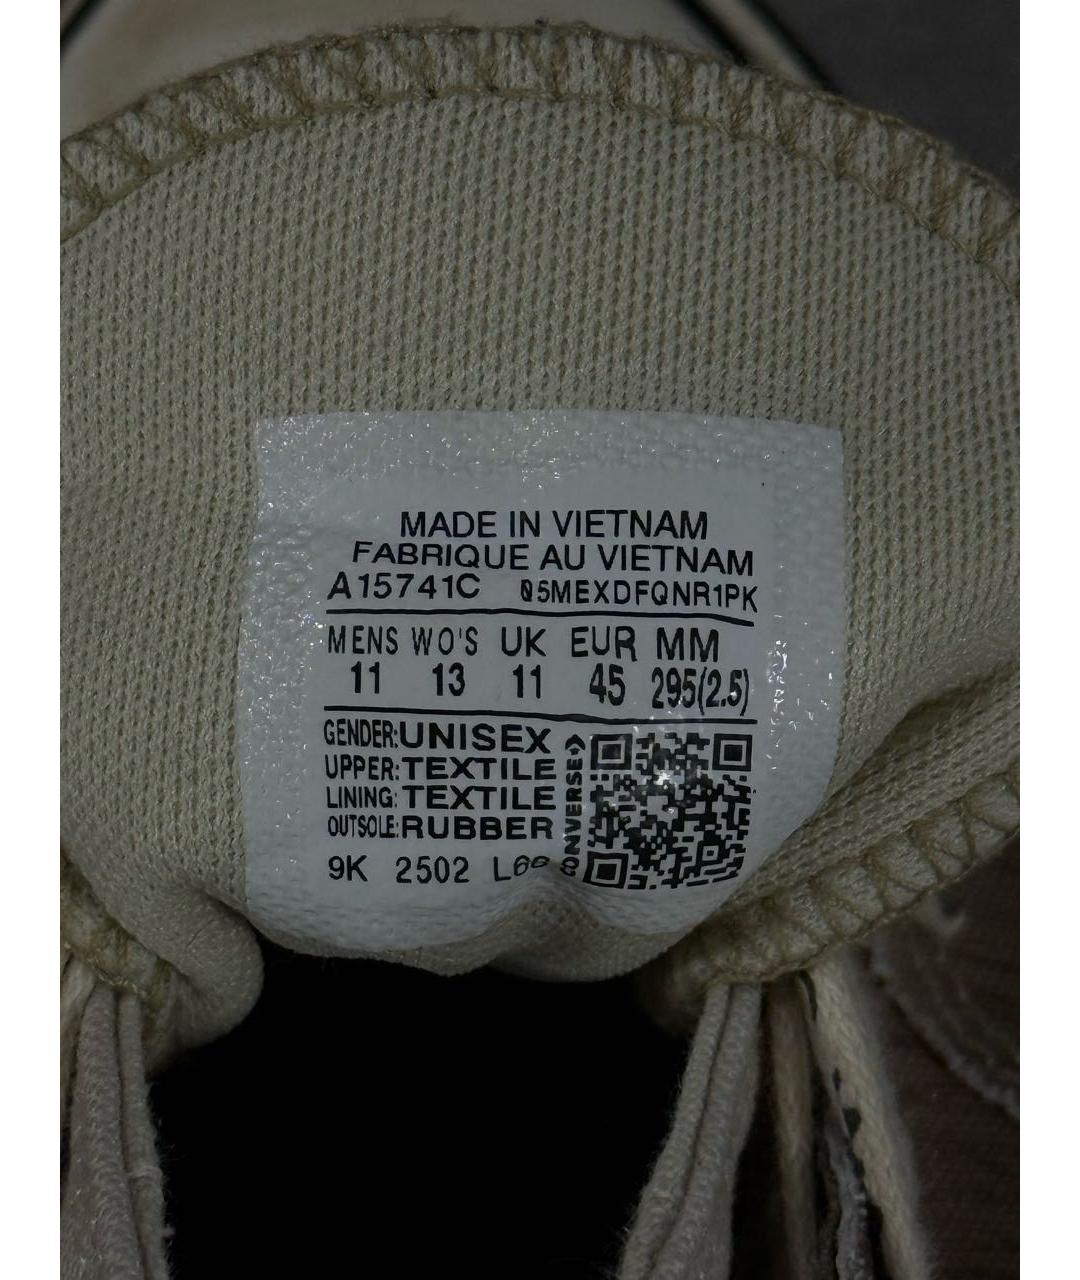 MADE IN VIETNAM
FABRIQUE AU VIETNAM
A15741C 05MEXDFQNR1PK
MENS WO'S UK EUR MM
11 13 11 45 295(2.5)
GENDER:UNISEX
UPPER:TEXTILE
LINING:TEXTILE
OUTSOLE:RUBBER
CONVERSE
9K 2502